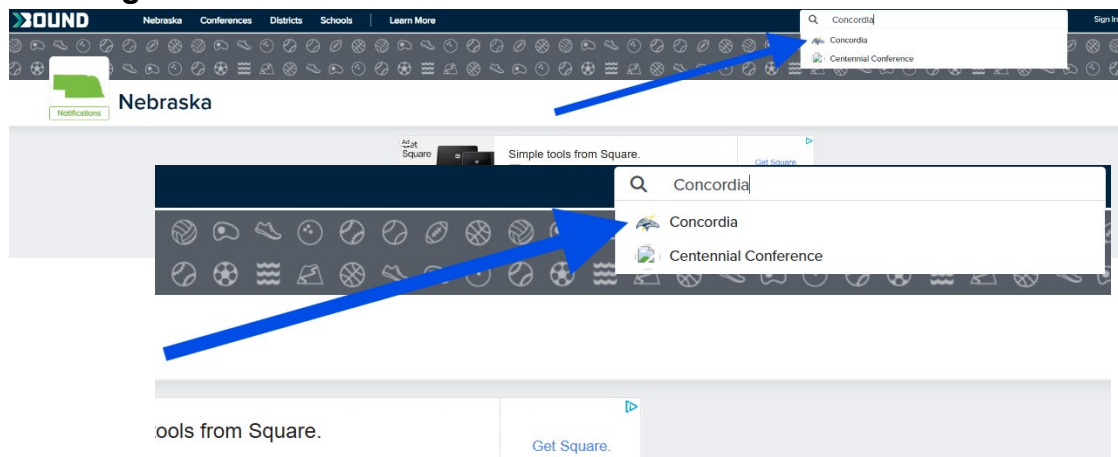 BOUND
Nebraska Conferences Districts Schools Learn More
Concordia
Sign In
Concordia
Centennial Conference
Notifications
Nebraska
Ad
Square
Simple tools from Square.
Get Square.
Concordia
Concordia
Centennial Conference
ools from Square.
Get Square.